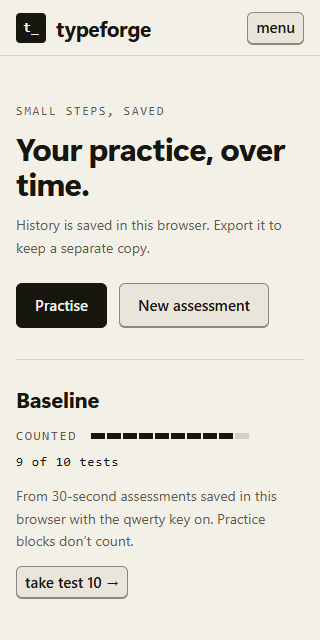 t_ typeforge menu
SMALL STEPS, SAVED
Your practice, over
time.
History is saved in this browser. Export it to
keep a separate copy.
Practise New assessment
Baseline
COUNTED
9 of 10 tests
From 30-second assessments saved in this
browser with the qwerty key on. Practice
blocks don’t count.
take test 10 →